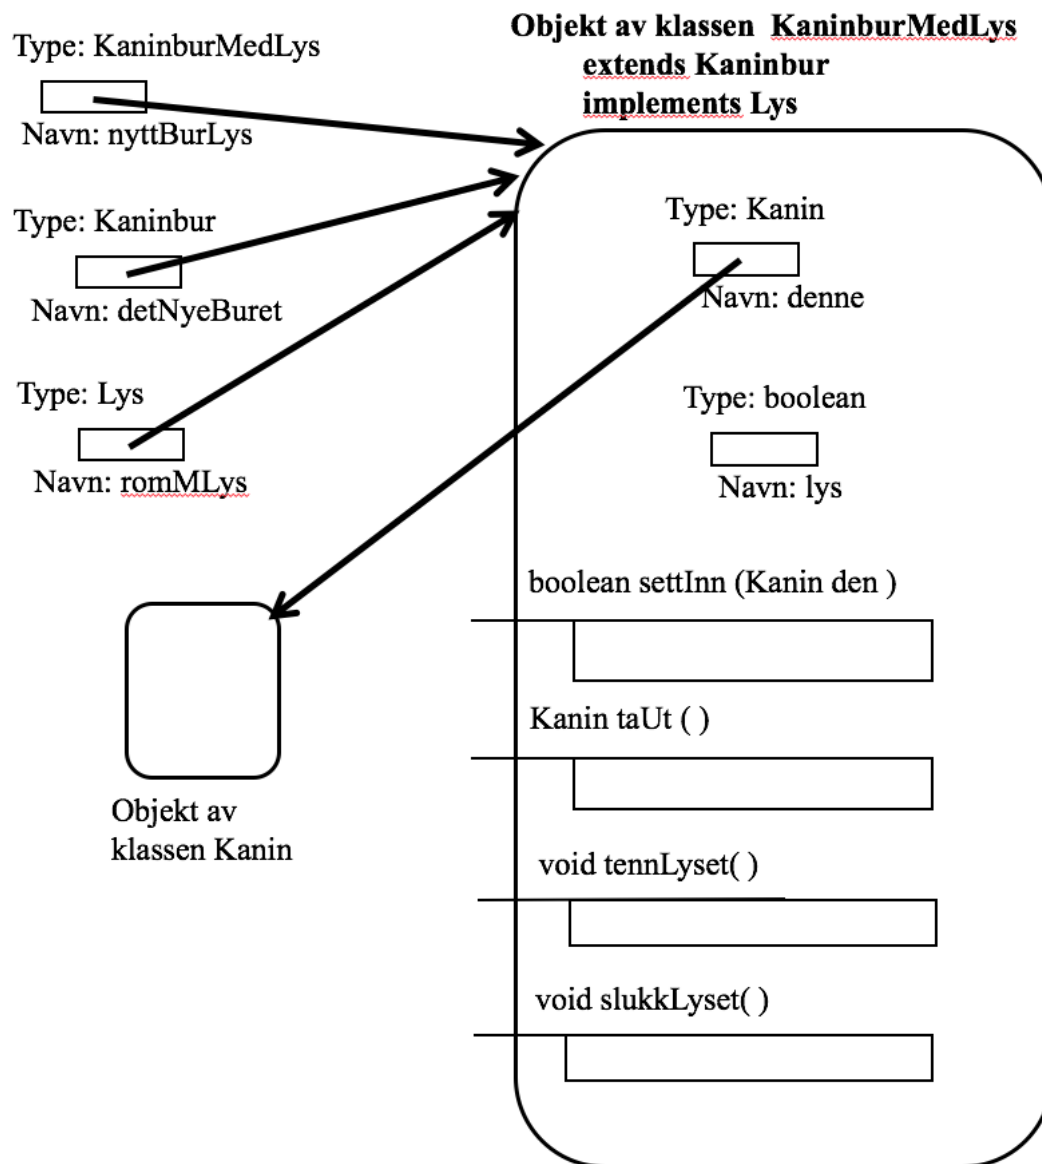 Type: KaninburMedLys
Navn: nyttBurLys
Type: Kaninbur
Navn: detNyeBuret
Type: Lys
Navn: romMLys
Objekt av
klassen Kanin
Objekt av klassen KaninburMedLys
extends Kaninbur
implements Lys
Type: Kanin
Navn: denne
Type: boolean
Navn: lys
boolean settInn (Kanin den )
Kanin taUt ( )
void tennLyset( )
void slukkLyset( )